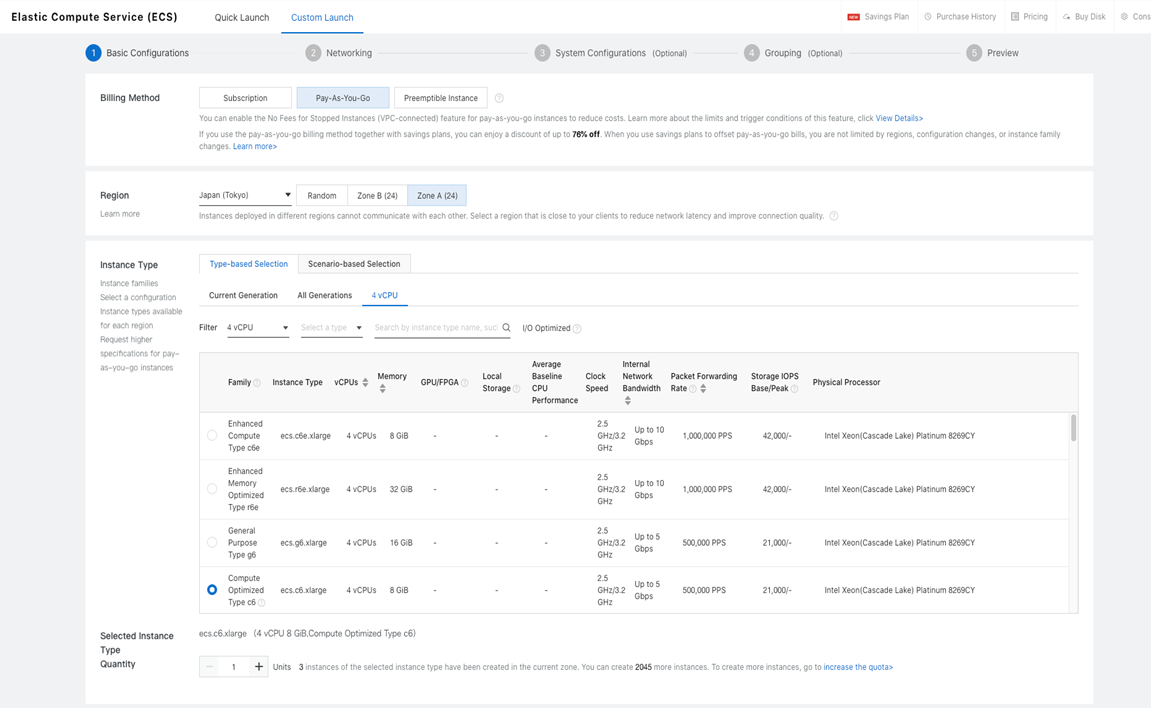 Elastic Compute Service (ECS)
Quick Launch
Custom Launch
NEW Savings Plan
Purchase History
Pricing
Buy Disk
Cons
1 Basic Configurations
2 Networking
3 System Configurations (Optional)
4 Grouping (Optional)
5 Preview
Billing Method
Subscription
Pay-As-You-Go
Preemptible Instance
You can enable the No Fees for Stopped Instances (VPC-connected) feature for pay-as-you-go instances to reduce costs. Learn more about the limits and trigger conditions of this feature, click View Details>
If you use the pay-as-you-go billing method together with savings plans, you can enjoy a discount of up to 76% off. When you use savings plans to offset pay-as-you-go bills, you are not limited by regions, configuration changes, or instance family
changes. Learn more>
Region
Learn more
Japan (Tokyo)
Random
Zone B (24)
Zone A (24)
Instances deployed in different regions cannot communicate with each other. Select a region that is close to your clients to reduce network latency and improve connection quality.
Instance Type
Instance families
Select a configuration
Instance types available
for each region
Request higher
specifications for pay-
as-you-go instances
Type-based Selection
Scenario-based Selection
Current Generation
All Generations
4 vCPU
Filter
4 vCPU
Select a type
Search by instance type name, suc
I/O Optimized
Family
Instance Type
vCPUs
Memory
GPU/FPGA
Local
Storage
Average
Baseline
CPU
Performance
Clock
Speed
Internal
Network
Bandwidth
Packet Forwarding
Rate
Storage IOPS
Base/Peak
Physical Processor
Enhanced
Compute
Type c6e
ecs.c6e.xlarge
4 vCPUs
8 GiB
-
-
-
2.5
GHz/3.2
GHz
Up to 10
Gbps
1,000,000 PPS
42,000/-
Intel Xeon(Cascade Lake) Platinum 8269CY
Enhanced
Memory
Optimized
Type r6e
ecs.r6e.xlarge
4 vCPUs
32 GiB
-
-
-
2.5
GHz/3.2
GHz
Up to 10
Gbps
1,000,000 PPS
42,000/-
Intel Xeon(Cascade Lake) Platinum 8269CY
General
Purpose
Type g6
ecs.g6.xlarge
4 vCPUs
16 GiB
-
-
-
2.5
GHz/3.2
GHz
Up to 5
Gbps
500,000 PPS
21,000/-
Intel Xeon(Cascade Lake) Platinum 8269CY
Compute
Optimized
Type c6
ecs.c6.xlarge
4 vCPUs
8 GiB
-
-
-
2.5
GHz/3.2
GHz
Up to 5
Gbps
500,000 PPS
21,000/-
Intel Xeon(Cascade Lake) Platinum 8269CY
Selected Instance
Type
ecs.c6.xlarge (4 vCPU 8 GiB,Compute Optimized Type c6)
Quantity
− 1 + Units 3 instances of the selected instance type have been created in the current zone. You can create 2045 more instances. To create more instances, go to increase the quota>